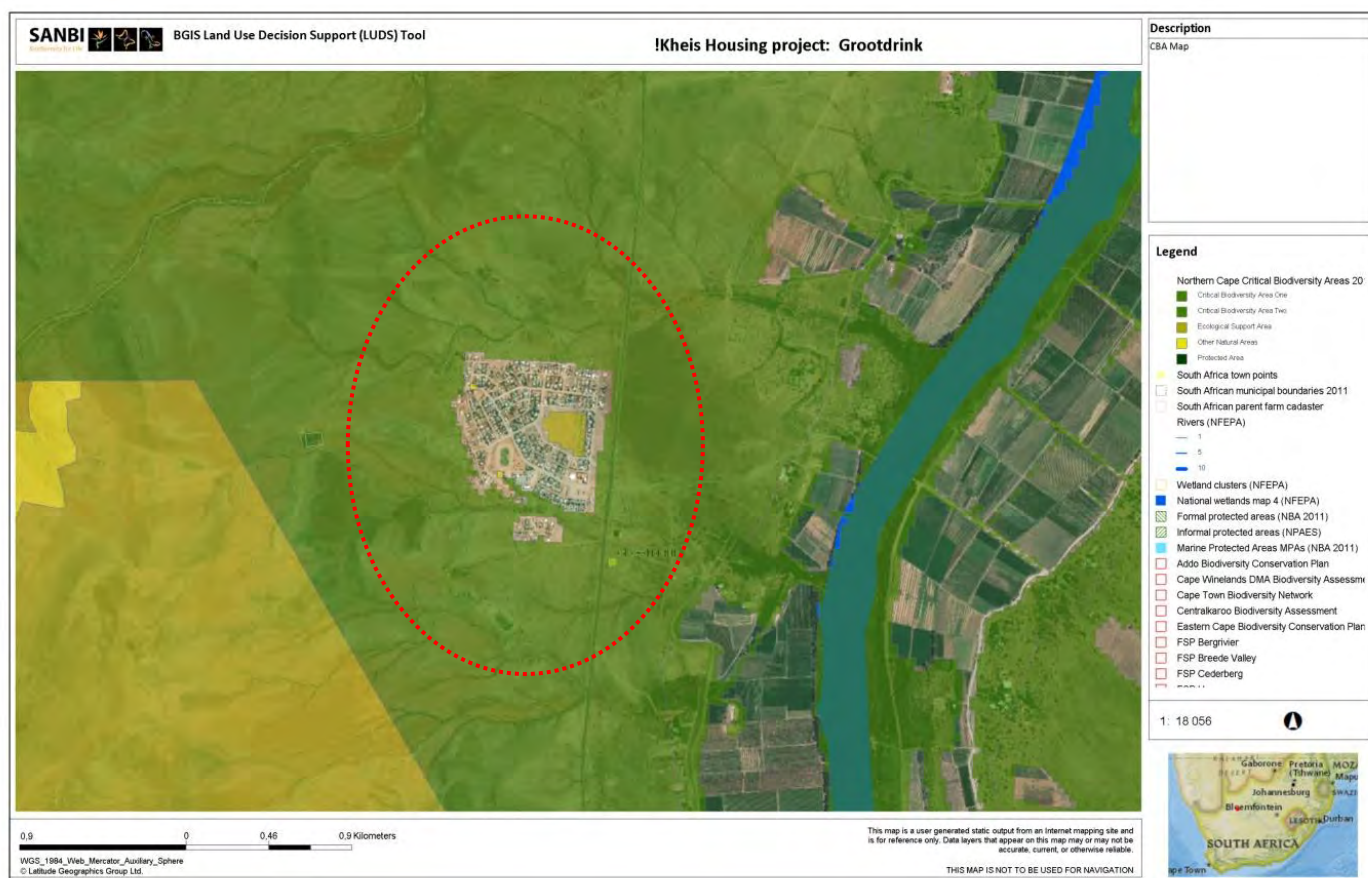 SANBI
Biodiversity for Life
BGIS Land Use Decision Support (LUDS) Tool
!Kheis Housing project: Grootdrink
Description
CBA Map
Legend
Northern Cape Critical Biodiversity Areas 20
Critical Biodiversity Area One
Critical Biodiversity Area Two
Ecological Support Area
Other Natural Areas
Protected Area
South Africa town points
South African municipal boundaries 2011
South African parent farm cadaster
Rivers (NFEPA)
1
5
10
Wetland clusters (NFEPA)
National wetlands map 4 (NFEPA)
Formal protected areas (NBA 2011)
Informal protected areas (NPAES)
Marine Protected Areas MPAs (NBA 2011)
Addo Biodiversity Conservation Plan
Cape Winelands DMA Biodiversity Assessme
Cape Town Biodiversity Network
Centralkaroo Biodiversity Assessment
Eastern Cape Biodiversity Conservation Plan
FSP Bergrivier
FSP Breede Valley
FSP Cederberg
1: 18 056
Gaborone Pretoria MOZ
(Tshwane) Mapu
Johannesburg SWAZI
Bloemfontein
LESOTHO Durban
SOUTH AFRICA
ape Town
0,9 0 0,46 0,9 Kilometers
WGS_1984_Web_Mercator_Auxiliary_Sphere
© Latitude Geographics Group Ltd.
This map is a user generated static output from an Internet mapping site and
is for reference only. Data layers that appear on this map may or may not be
accurate, current, or otherwise reliable.
THIS MAP IS NOT TO BE USED FOR NAVIGATION